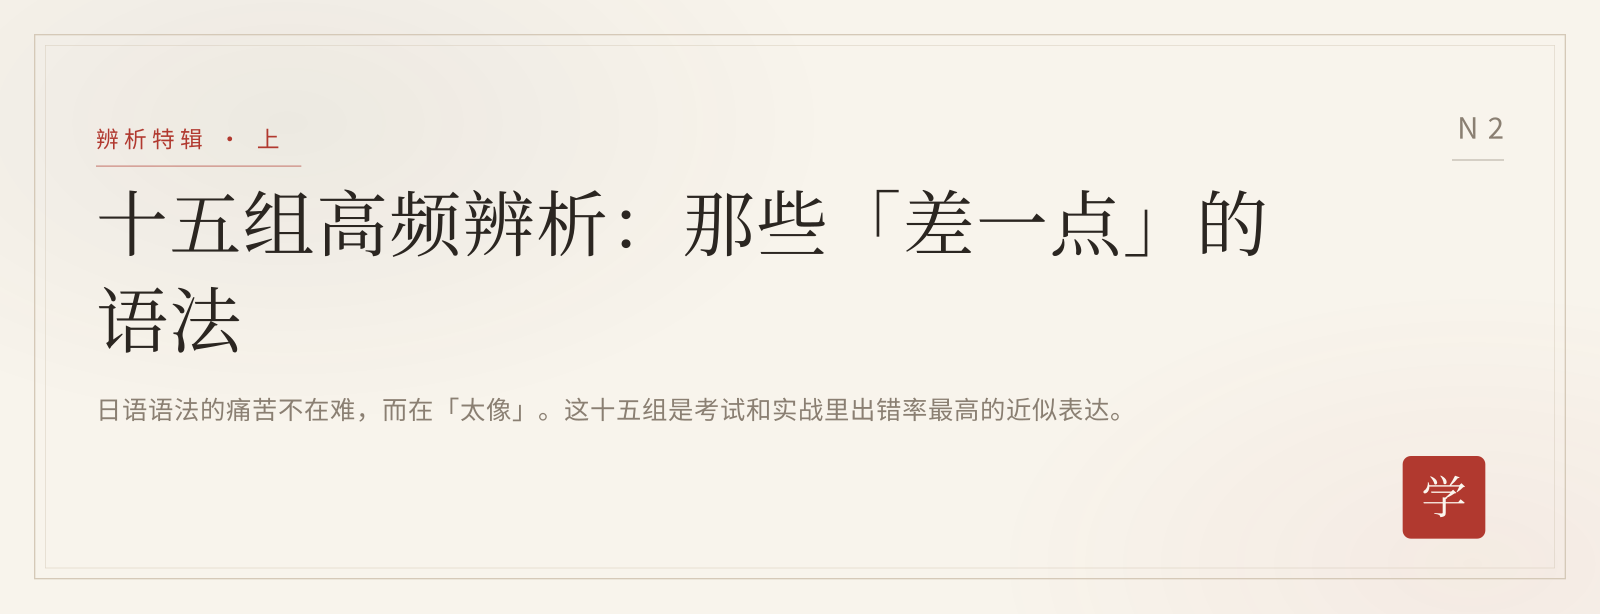 辨析特辑 · 上
N2
十五组高频辨析：那些「差一点」的
语法
日语语法的痛苦不在难，而在「太像」。这十五组是考试和实战里出错率最高的近似表达。
学